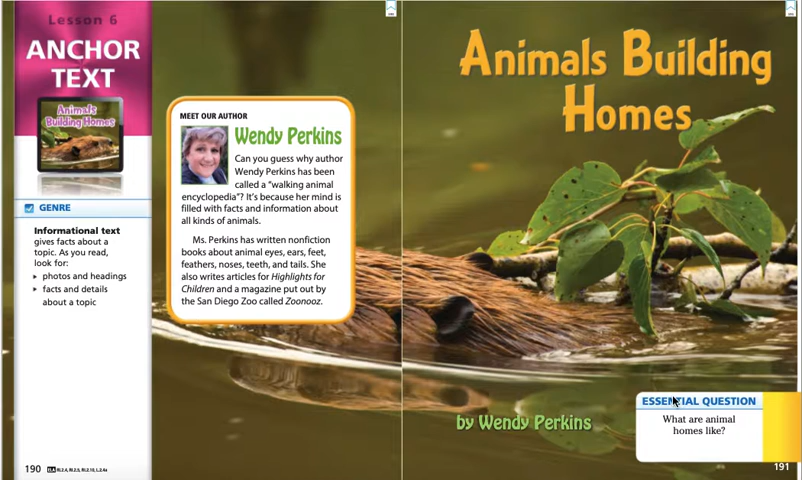 Lesson 6
ANCHOR
TEXT
Animals
Building Homes
GENRE
Informational text
gives facts about a
topic. As you read,
look for:
photos and headings
facts and details
about a topic
190
MEET OUR AUTHOR
Wendy Perkins
Can you guess why author
Wendy Perkins has been
called a “walking animal
encyclopedia”? It’s because her mind is
filled with facts and information about
all kinds of animals.
Ms. Perkins has written nonfiction
books about animal eyes, ears, feet,
feathers, noses, teeth, and tails. She
also writes articles for Highlights for
Children and a magazine put out by
the San Diego Zoo called Zoonooz.
Animals Building
Homes
by Wendy Perkins
ESSENTIAL QUESTION
What are animal
homes like?
191